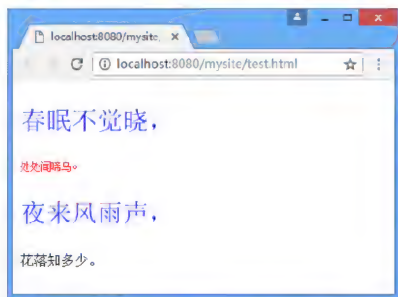 localhost:8080/mysite.
localhost:8080/mysite/test.html
春眠不觉晓，
处处闻啼鸟。
夜来风雨声，
花落知多少。